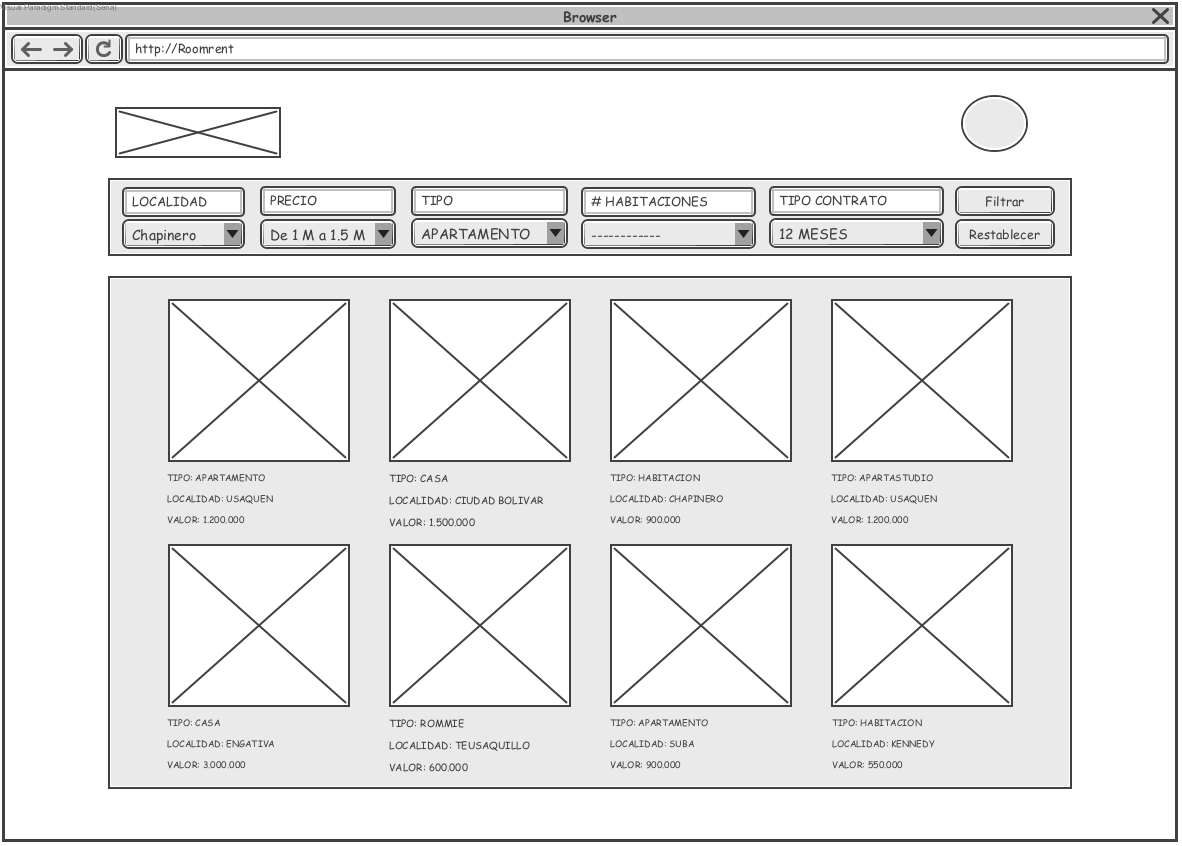 Visual Paradigm Standard(Seria)
Browser
http://Roomrent
LOCALIDAD PRECIO TIPO # HABITACIONES TIPO CONTRATO Filtrar
Chapinero De 1 M a 1.5 M APARTAMENTO ------------ 12 MESES Restablecer
TIPO: APARTAMENTO TIPO: CASA TIPO: HABITACION TIPO: APARTASTUDIO
LOCALIDAD: USAQUEN LOCALIDAD: CIUDAD BOLIVAR LOCALIDAD: CHAPINERO LOCALIDAD: USAQUEN
VALOR: 1.200.000 VALOR: 1.500.000 VALOR: 900.000 VALOR: 1.200.000
TIPO: CASA TIPO: ROMMIE TIPO: APARTAMENTO TIPO: HABITACION
LOCALIDAD: ENGATIVA LOCALIDAD: TEUSAQUILLO LOCALIDAD: SUBA LOCALIDAD: KENNEDY
VALOR: 3.000.000 VALOR: 600.000 VALOR: 900.000 VALOR: 550.000